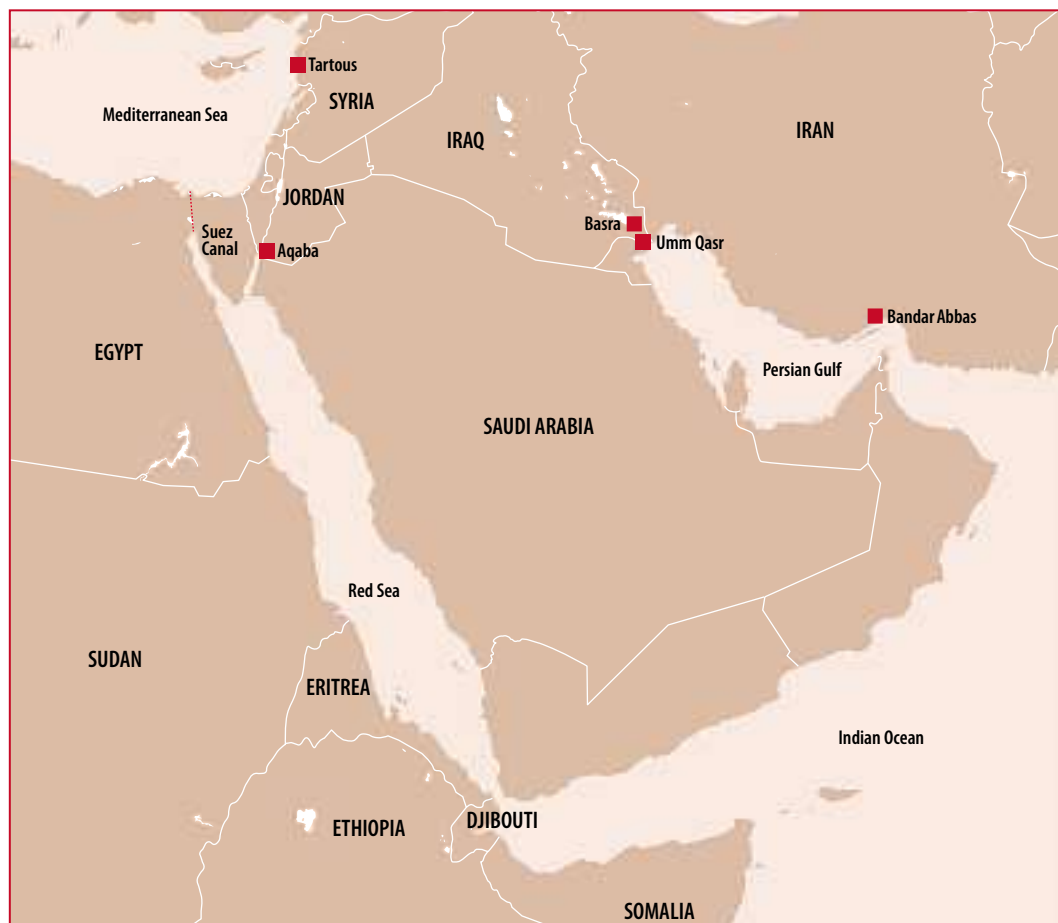 Tartous
SYRIA
Mediterranean Sea
IRAQ
IRAN
JORDAN
Suez
Canal
Aqaba
Basra
Umm Qasr
Bandar Abbas
EGYPT
Persian Gulf
SAUDI ARABIA
Red Sea
SUDAN
ERITREA
Indian Ocean
ETHIOPIA
DJIBOUTI
SOMALIA